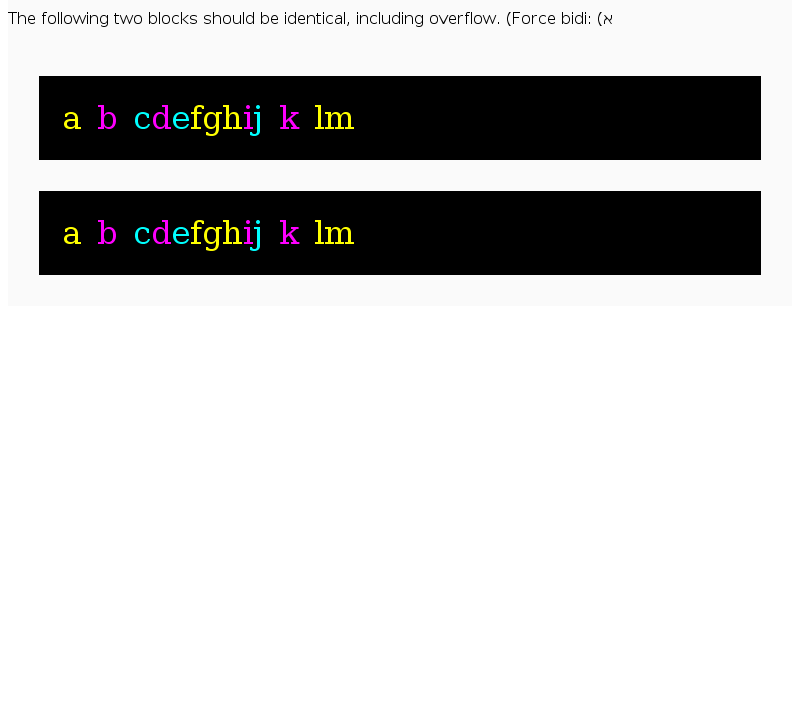 The following two blocks should be identical, including overflow. (Force bidi: (א
a b cdefghij k lm
a b cdefghij k lm